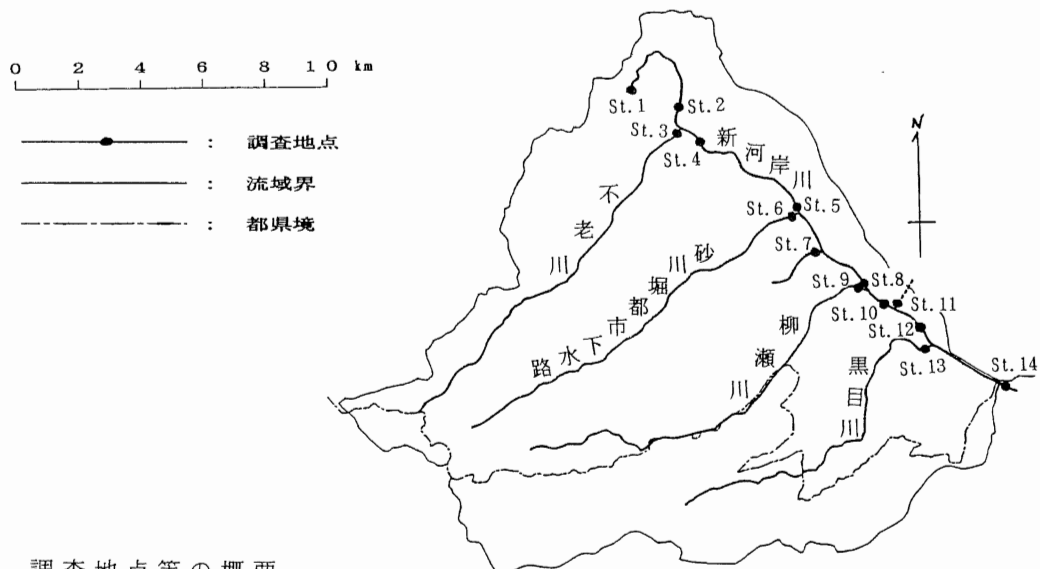 0 2 4 6 8 10 km
: 調査地点
: 流域界
: 都県境
N
St.1
St.2
St.3
St.4
新河岸川
不老川
St.5
St.6
St.7
砂川堀都市下水路
St.8
St.9
St.10
St.11
St.12
St.13
St.14
柳瀬川
黒目川
調査地点等の概要